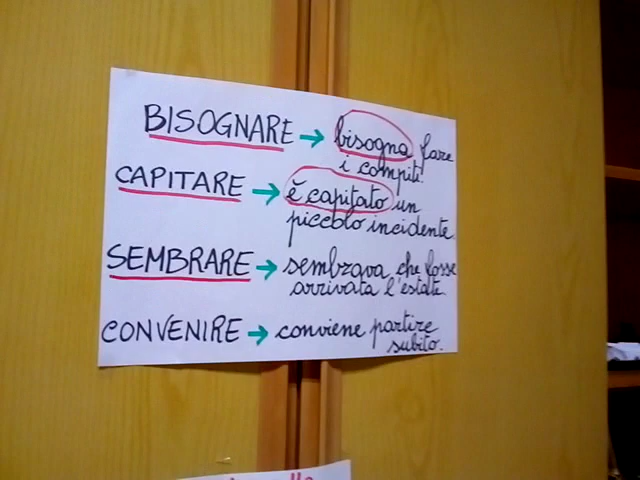 BISOGNARE → bisogna fare
i compiti.
CAPITARE → è capitato un
piccolo incidente.
SEMBRARE → sembrava che fosse
arrivata l'estate.
CONVENIRE → conviene partire
subito.